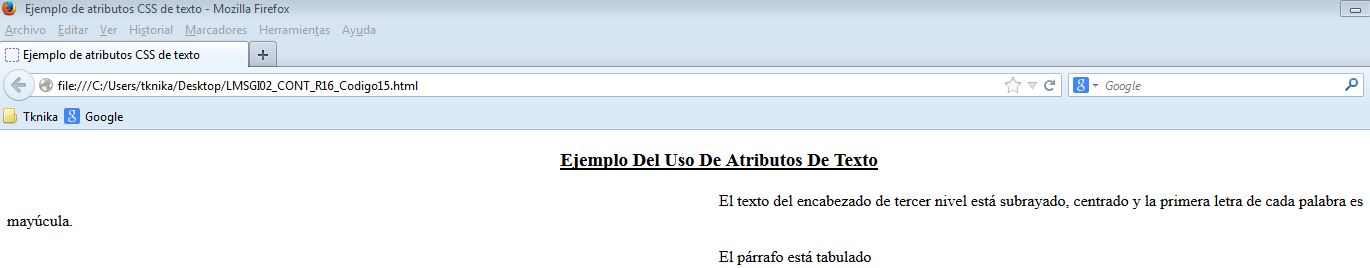 Ejemplo de atributos CSS de texto - Mozilla Firefox
Archivo Editar Ver Historial Marcadores Herramientas Ayuda
Ejemplo de atributos CSS de texto +
file:///C:/Users/tknika/Desktop/LMSGI02_CONT_R16_Codigo15.html 8 Google
Tknika 8 Google
Ejemplo Del Uso De Atributos De Texto
El texto del encabezado de tercer nivel está subrayado, centrado y la primera letra de cada palabra es
mayúcula.
El párrafo está tabulado